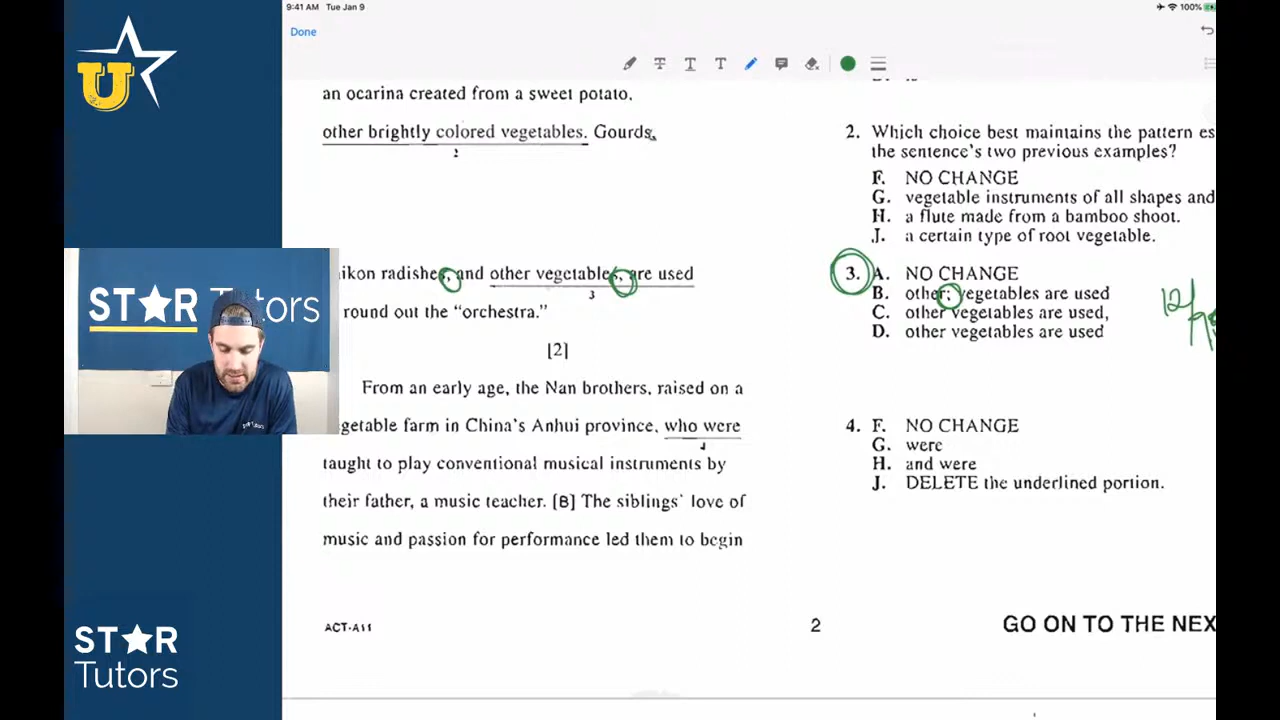 9:41 AM Tue Jan 9
100%
Done
U
an ocarina created from a sweet potato,
other brightly colored vegetables. Gourds,
2
radishes, and other vegetables, are used
3
round out the “orchestra.”
[2]
From an early age, the Nan brothers, raised on a
farm in China's Anhui province, who were
4
taught to play conventional musical instruments by
their father, a music teacher. [B] The siblings' love of
music and passion for performance led them to begin
ACT-A11
2
GO ON TO THE NEX
2. Which choice best maintains the pattern es
the sentence's two previous examples?
F. NO CHANGE
G. vegetable instruments of all shapes and
H. a flute made from a bamboo shoot.
J. a certain type of root vegetable.
3. A. NO CHANGE
B. other; vegetables are used
C. other vegetables are used,
D. other vegetables are used
12/
4. F. NO CHANGE
G. were
H. and were
J. DELETE the underlined portion.
STAR
Tutors
STAR
Tutors